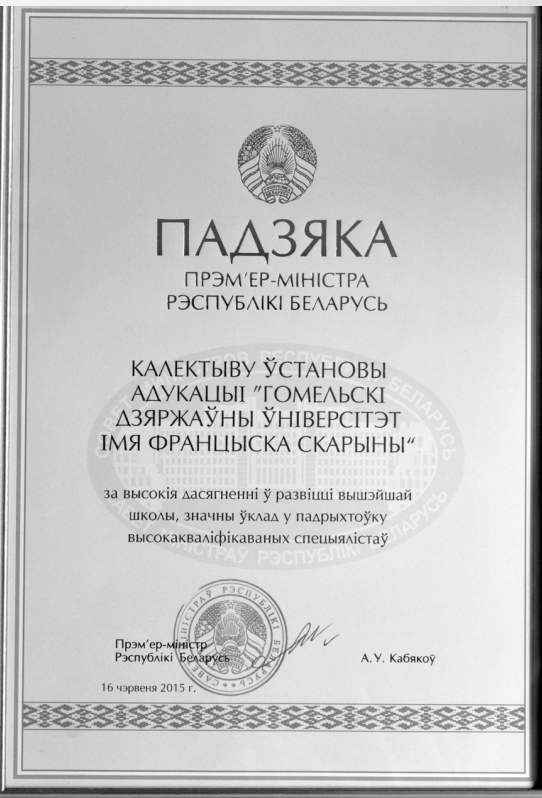 ПАДЗЯКА
ПРЭМ'ЕР-МІНІСТРА
РЭСПУБЛІКІ БЕЛАРУСЬ
КАЛЕКТЫВУ ЎСТАНОВЫ
АДУКАЦЫІ "ГОМЕЛЬСКІ
ДЗЯРЖАЎНЫ ЎНІВЕРСІТЭТ
ІМЯ ФРАНЦЫСКА СКАРЫНЫ“
за высокія дасягненні ў развіцці вышэйшай
школы, значны ўклад у падрыхтоўку
высокакваліфікаваных спецыялістаў
Прэм'ер-міністр
Рэспублікі Беларусь
А. У. Кабякоў
16 чэрвеня 2015 г.